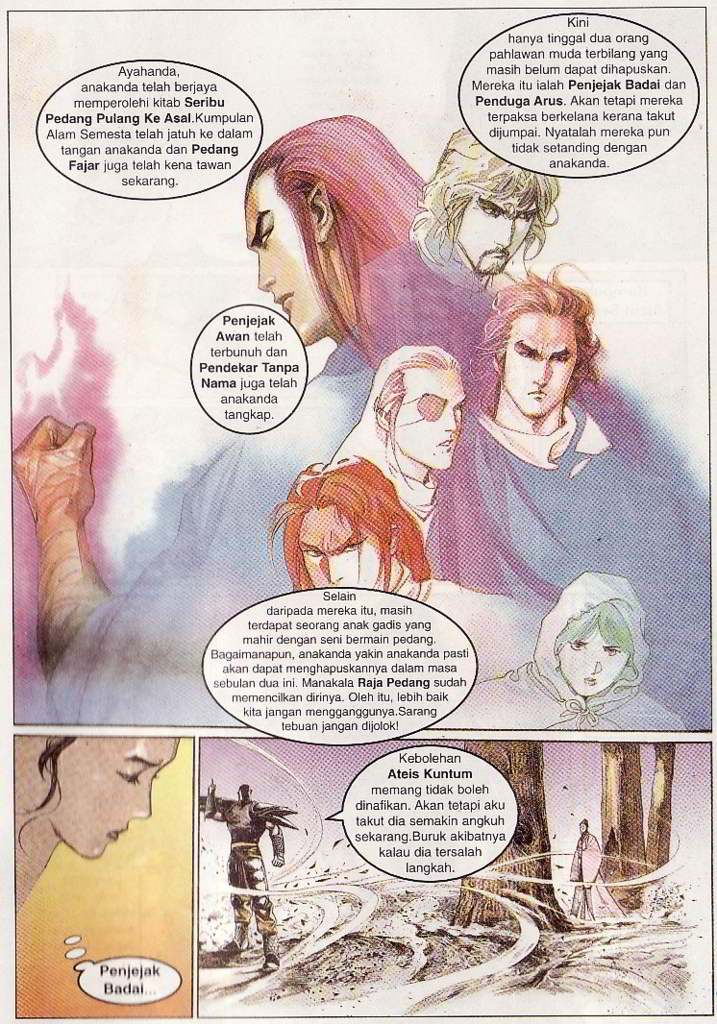 Ayahanda,
anakanda telah berjaya
memperolehi kitab Seribu
Pedang Pulang Ke Asal.Kumpulan
Alam Semesta telah jatuh ke dalam
tangan anakanda dan Pedang
Fajar juga telah kena tawan
sekarang.
Kini
hanya tinggal dua orang
pahlawan muda terbilang yang
masih belum dapat dihapuskan.
Mereka itu ialah Penjejak Badai dan
Penduga Arus. Akan tetapi mereka
terpaksa berkelana kerana takut
dijumpai. Nyatalah mereka pun
tidak setanding dengan
anakanda.
Penjejak
Awan telah
terbunuh dan
Pendekar Tanpa
Nama juga telah
anakanda
tangkap.
Selain
daripada mereka itu, masih
terdapat seorang anak gadis yang
mahir dengan seni bermain pedang.
Bagaimanapun, anakanda yakin anakanda pasti
akan dapat menghapuskannya dalam masa
sebulan dua ini. Manakala Raja Pedang sudah
memencilkan dirinya. Oleh itu, lebih baik
kita jangan mengganggunya.Sarang
tebuan jangan dijolok!
Penjejak
Badai...
Kebolehan
Ateis Kuntum
memang tidak boleh
dinafikan. Akan tetapi aku
takut dia semakin angkuh
sekarang.Buruk akibatnya
kalau dia tersalah
langkah.